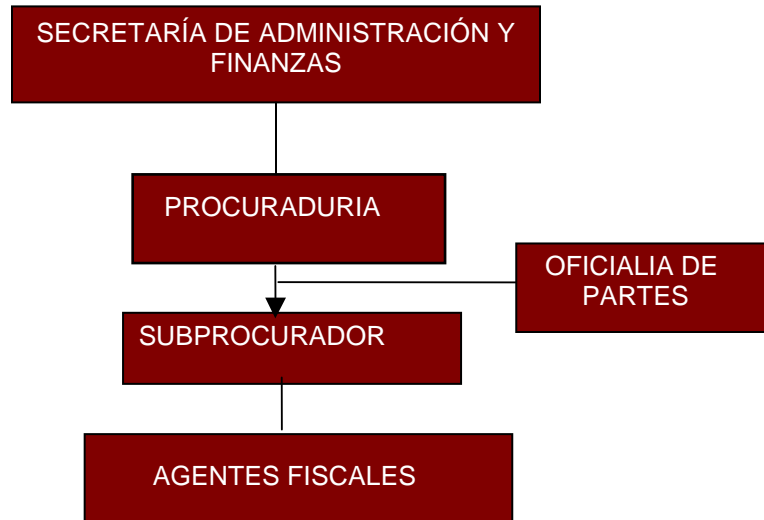 SECRETARÍA DE ADMINISTRACIÓN Y
FINANZAS
PROCURADURIA
OFICIALIA DE
PARTES
SUBPROCURADOR
AGENTES FISCALES